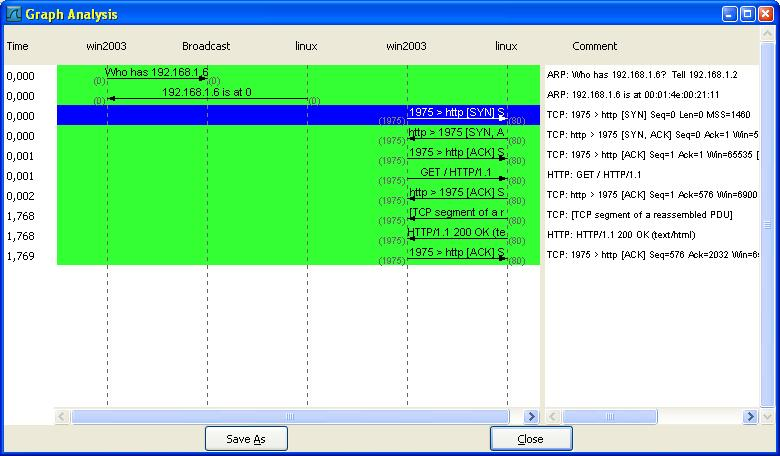 Graph Analysis
Time win2003 Broadcast linux win2003 linux Comment
0,000 Who has 192.168.1.6 (0) (0) ARP: Who has 192.168.1.6? Tell 192.168.1.2
0,000 192.168.1.6 is at 0 (0) (0) ARP: 192.168.1.6 is at 00:01:4e:00:21:11
0,000 1975 > http [SYN] S (1975) (80) TCP: 1975 > http [SYN] Seq=0 Len=0 MSS=1460
0,000 http > 1975 [SYN, A (1975) (80) TCP: http > 1975 [SYN, ACK] Seq=0 Ack=1 Win=5
0,001 1975 > http [ACK] S (1975) (80) TCP: 1975 > http [ACK] Seq=1 Ack=1 Win=65535 [
0,001 GET / HTTP/1.1 (1975) (80) HTTP: GET / HTTP/1.1
0,002 http > 1975 [ACK] S (1975) (80) TCP: http > 1975 [ACK] Seq=1 Ack=576 Win=6900
1,768 [TCP segment of a r (1975) (80) TCP: [TCP segment of a reassembled PDU]
1,768 HTTP/1.1 200 OK (te (1975) (80) HTTP: HTTP/1.1 200 OK (text/html)
1,769 1975 > http [ACK] S (1975) (80) TCP: 1975 > http [ACK] Seq=576 Ack=2032 Win=6
Save As Close